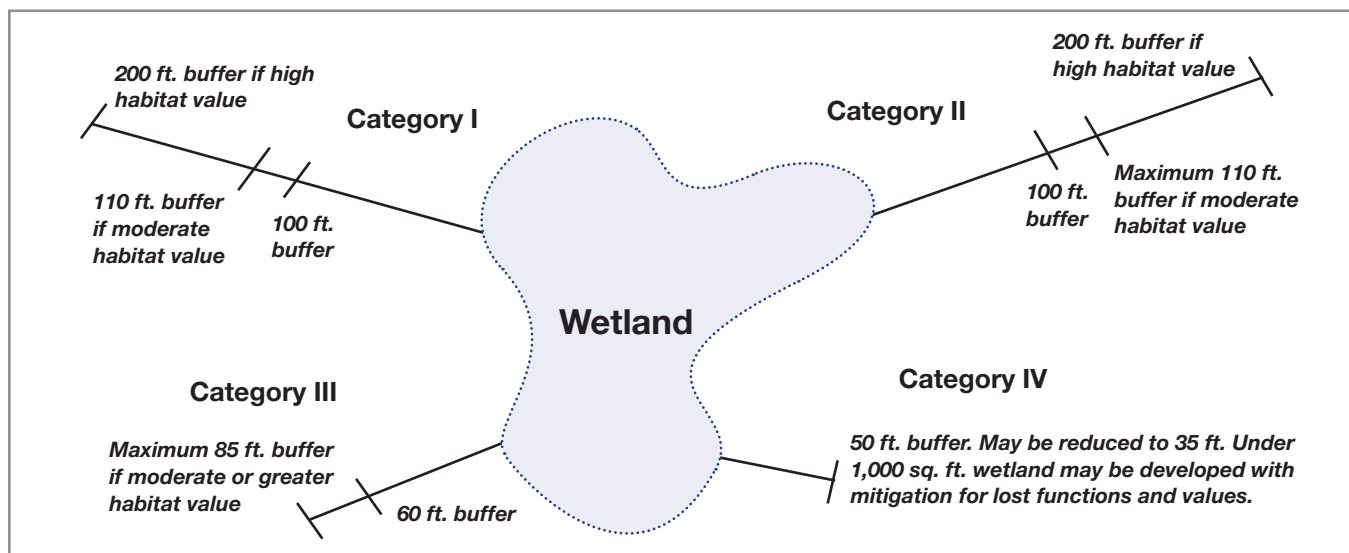 200 ft. buffer if high
habitat value
Category I
110 ft. buffer
if moderate
habitat value
100 ft.
buffer
200 ft. buffer if
high habitat value
Category II
100 ft.
buffer
Maximum 110 ft.
buffer if moderate
habitat value
Wetland
Category III
Maximum 85 ft. buffer
if moderate or greater
habitat value
60 ft. buffer
Category IV
50 ft. buffer. May be reduced to 35 ft. Under
1,000 sq. ft. wetland may be developed with
mitigation for lost functions and values.